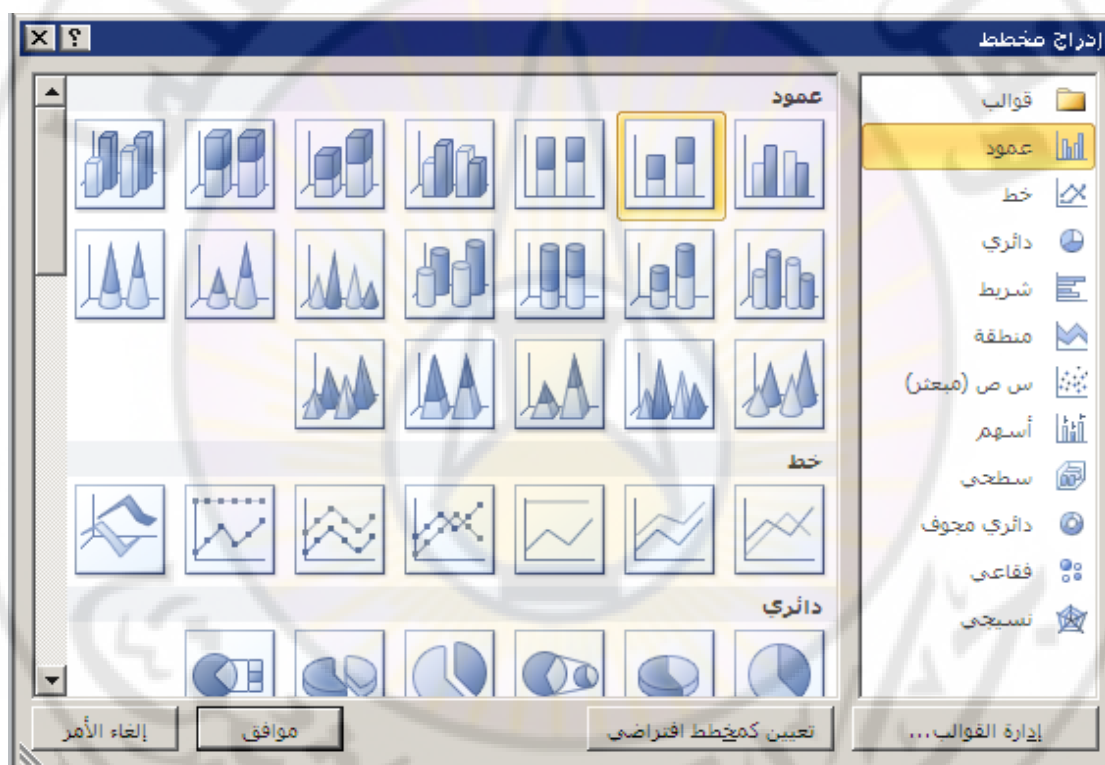 إدراج مخطط
قوالب
عمود
خط
دائري
شريط
منطقة
س ص (مبعثر)
أسهم
سطحي
دائري مجوف
فقاعي
نسيجي
عمود
خط
دائري
إدارة القوالب...
تعيين كمخطط افتراضي
موافق
إلغاء الأمر